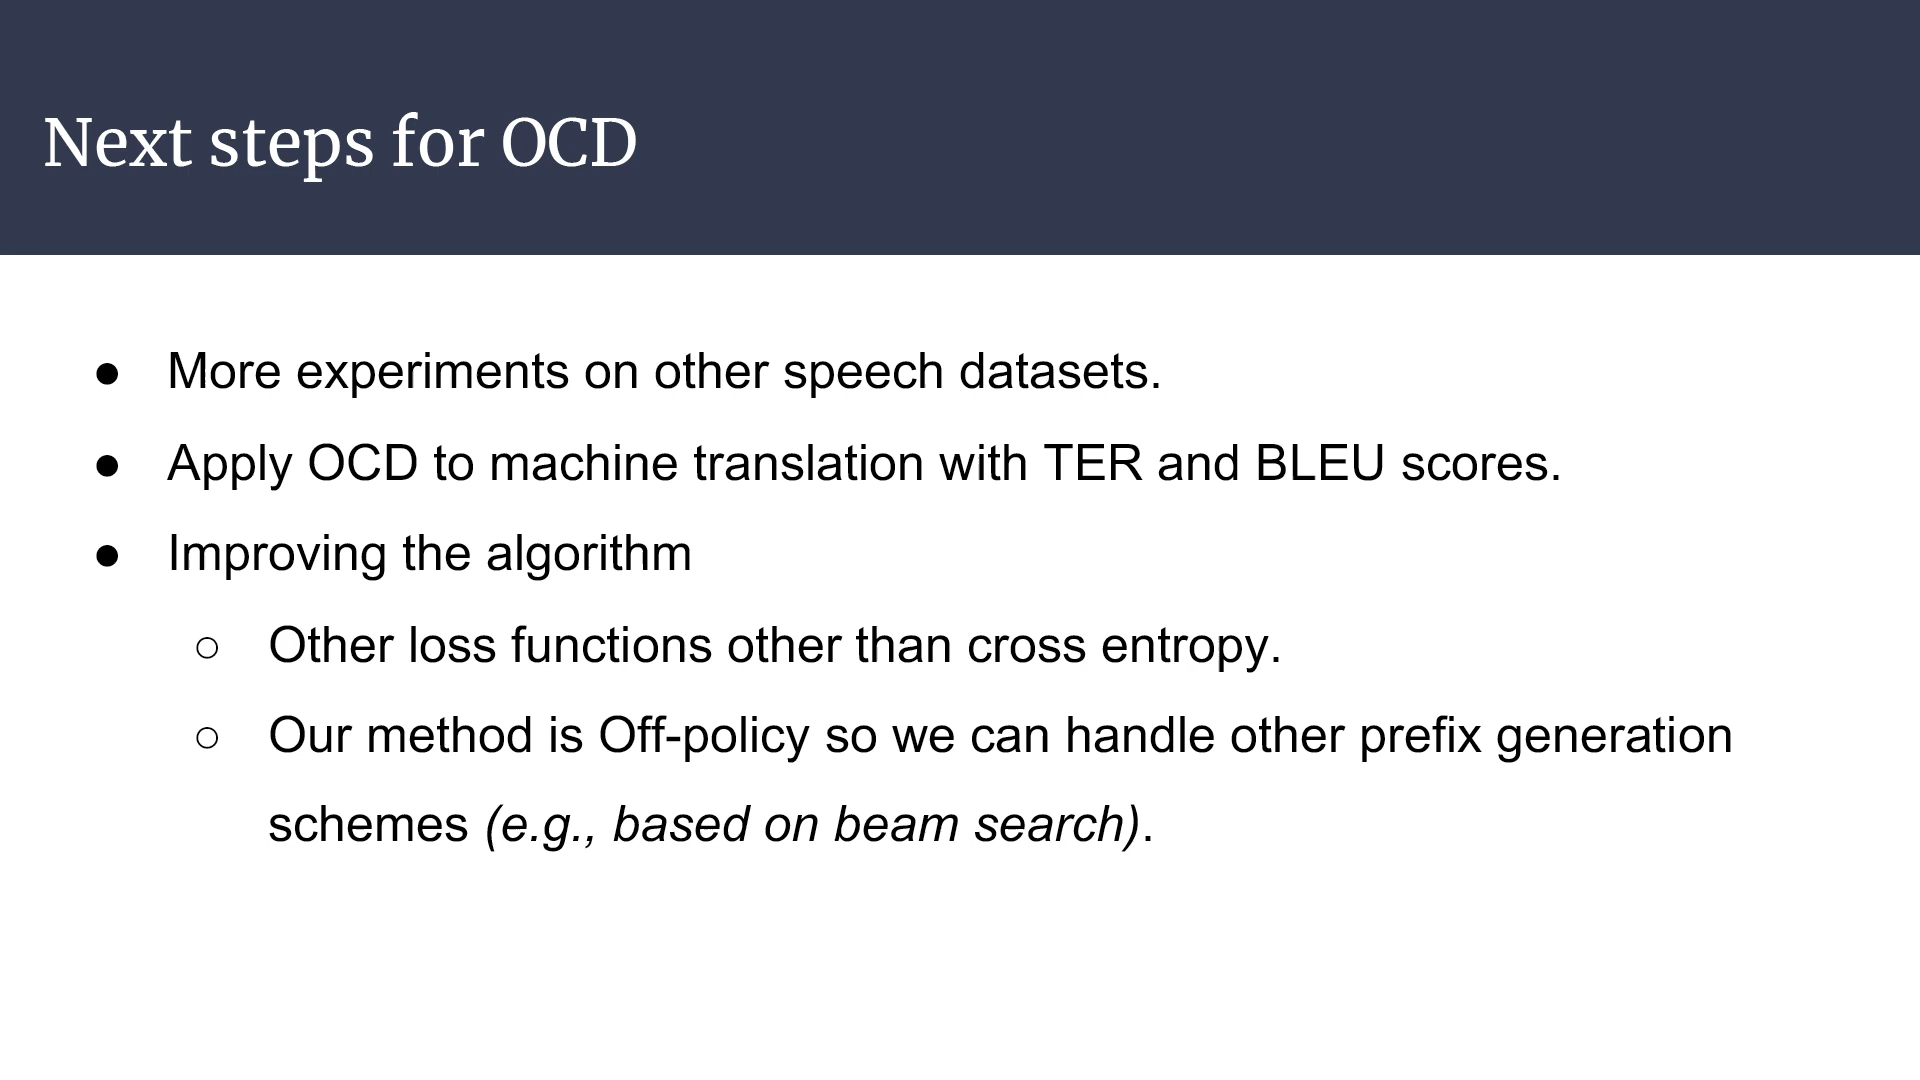 Next steps for OCD
● More experiments on other speech datasets.
● Apply OCD to machine translation with TER and BLEU scores.
● Improving the algorithm
○ Other loss functions other than cross entropy.
○ Our method is Off-policy so we can handle other prefix generation
schemes (e.g., based on beam search).